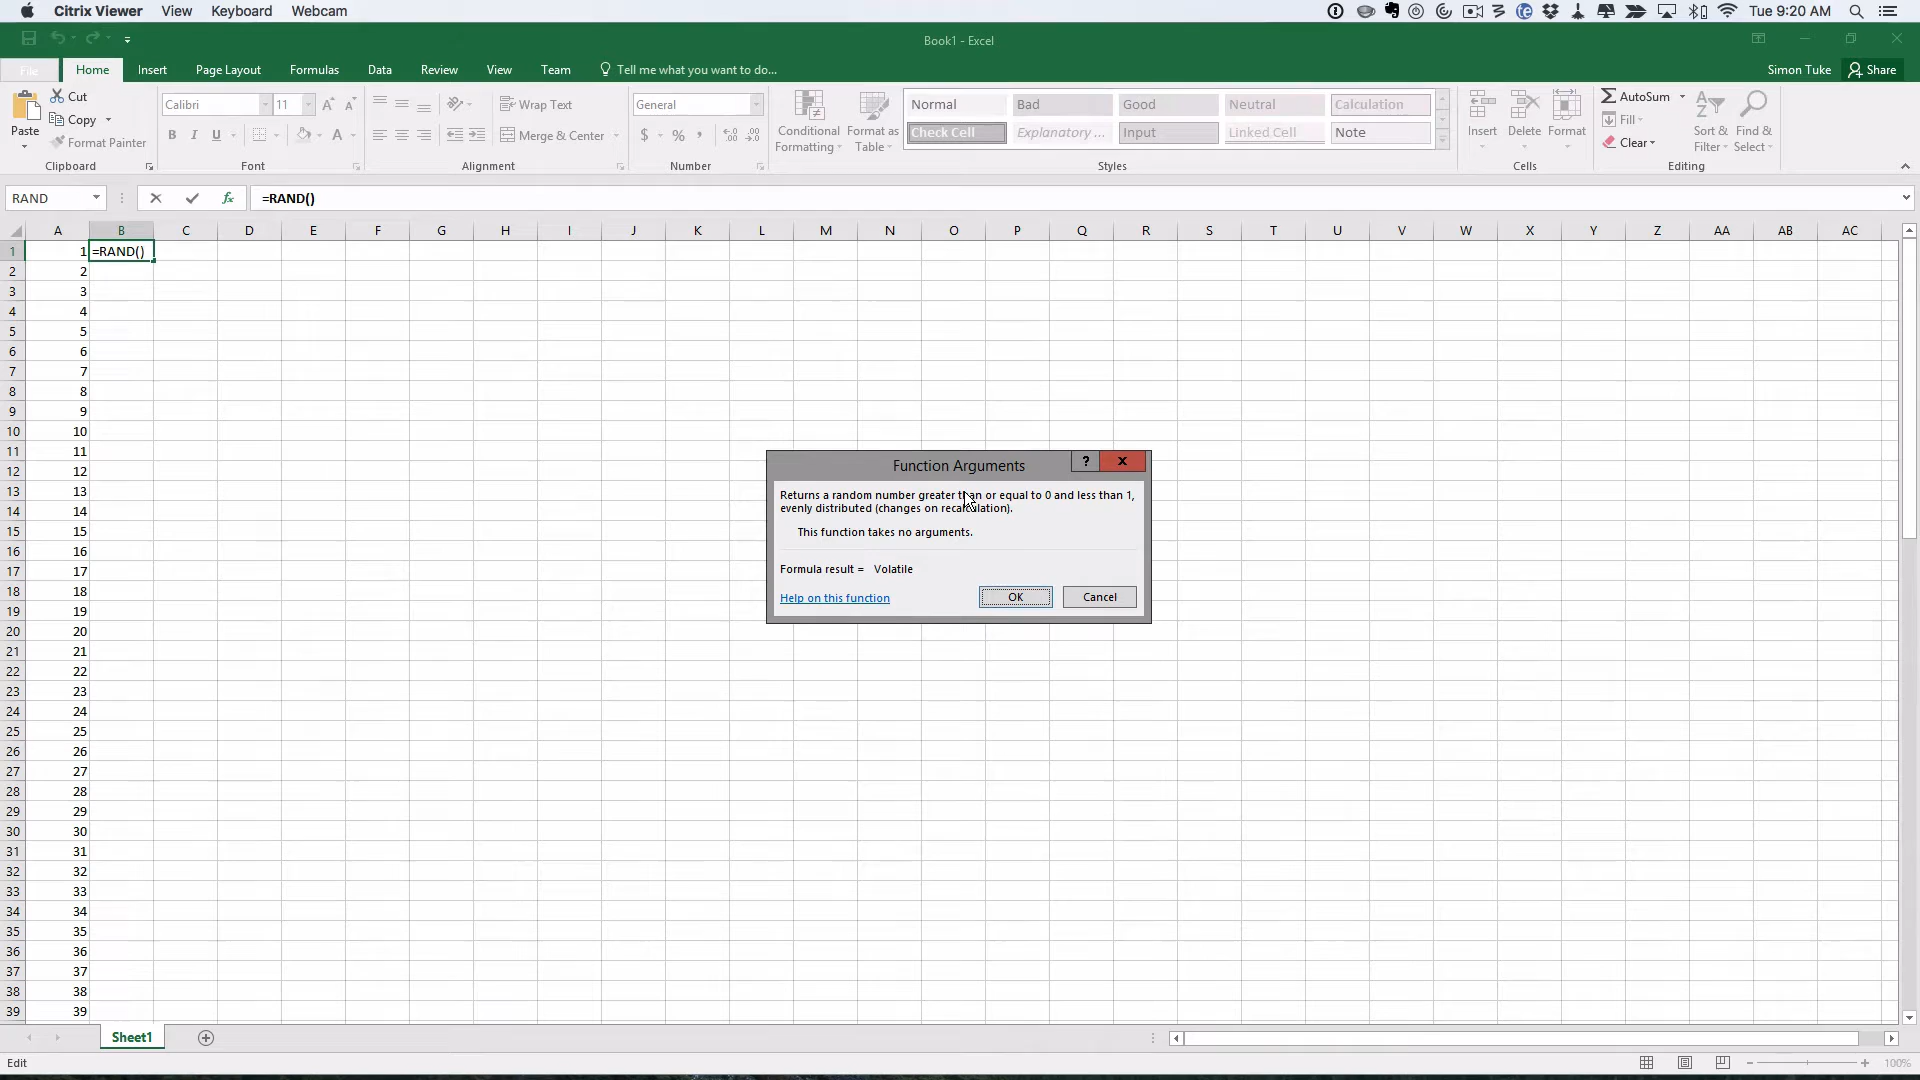 Citrix Viewer View Keyboard Webcam
Tue 9:20 AM
Book1 - Excel
File Home Insert Page Layout Formulas Data Review View Team Tell me what you want to do...
Simon Tuke Share
Cut
Copy
Format Painter
Paste
Clipboard
Calibri 11
B I U A
Font
Wrap Text
Merge & Center
Alignment
General
$ % ,
Number
Conditional Formatting
Format as Table
Normal Bad Good Neutral Calculation
Check Cell Explanatory ... Input Linked Cell Note
Styles
Insert Delete Format
Cells
AutoSum
Fill
Clear
Sort & Filter
Find & Select
Editing
RAND fx =RAND()
A B C D E F G H I J K L M N O P Q R S T U V W X Y Z AA AB AC
1 1 =RAND()
2 2
3 3
4 4
5 5
6 6
7 7
8 8
9 9
10 10
11 11
12 12
13 13
14 14
15 15
16 16
17 17
18 18
19 19
20 20
21 21
22 22
23 23
24 24
25 25
26 26
27 27
28 28
29 29
30 30
31 31
32 32
33 33
34 34
35 35
36 36
37 37
38 38
39 39
Function Arguments ? X
Returns a random number greater than or equal to 0 and less than 1,
evenly distributed (changes on recalculation).
This function takes no arguments.
Formula result = Volatile
Help on this function OK Cancel
Sheet1
Edit
100%